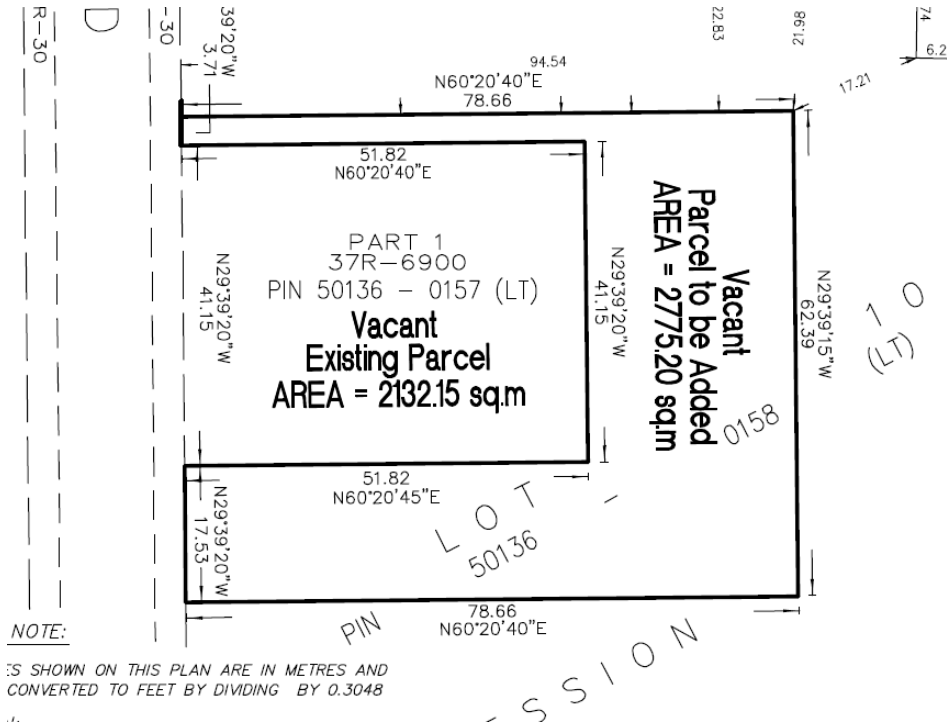 R-30
D
-30
39'20"W
3.71
94.54
N60°20'40"E
78.66
22.83
21.98
17.21
74
6.2
51.82
N60°20'40"E
N29°39'20"W
41.15
PART 1
37R-6900
PIN 50136 - 0157 (LT)
Vacant
Existing Parcel
AREA = 2132.15 sq.m
N29°39'20"W
41.15
Vacant
Parcel to be Added
AREA = 2775.20 sq.m
N29°39'15"W
62.39
1 0
(LT)
0158
51.82
N60°20'45"E
N29°39'20"W
17.53
LOT -
50136
PIN
78.66
N60°20'40"E
SSION
NOTE:
ES SHOWN ON THIS PLAN ARE IN METRES AND
CONVERTED TO FEET BY DIVIDING BY 0.3048